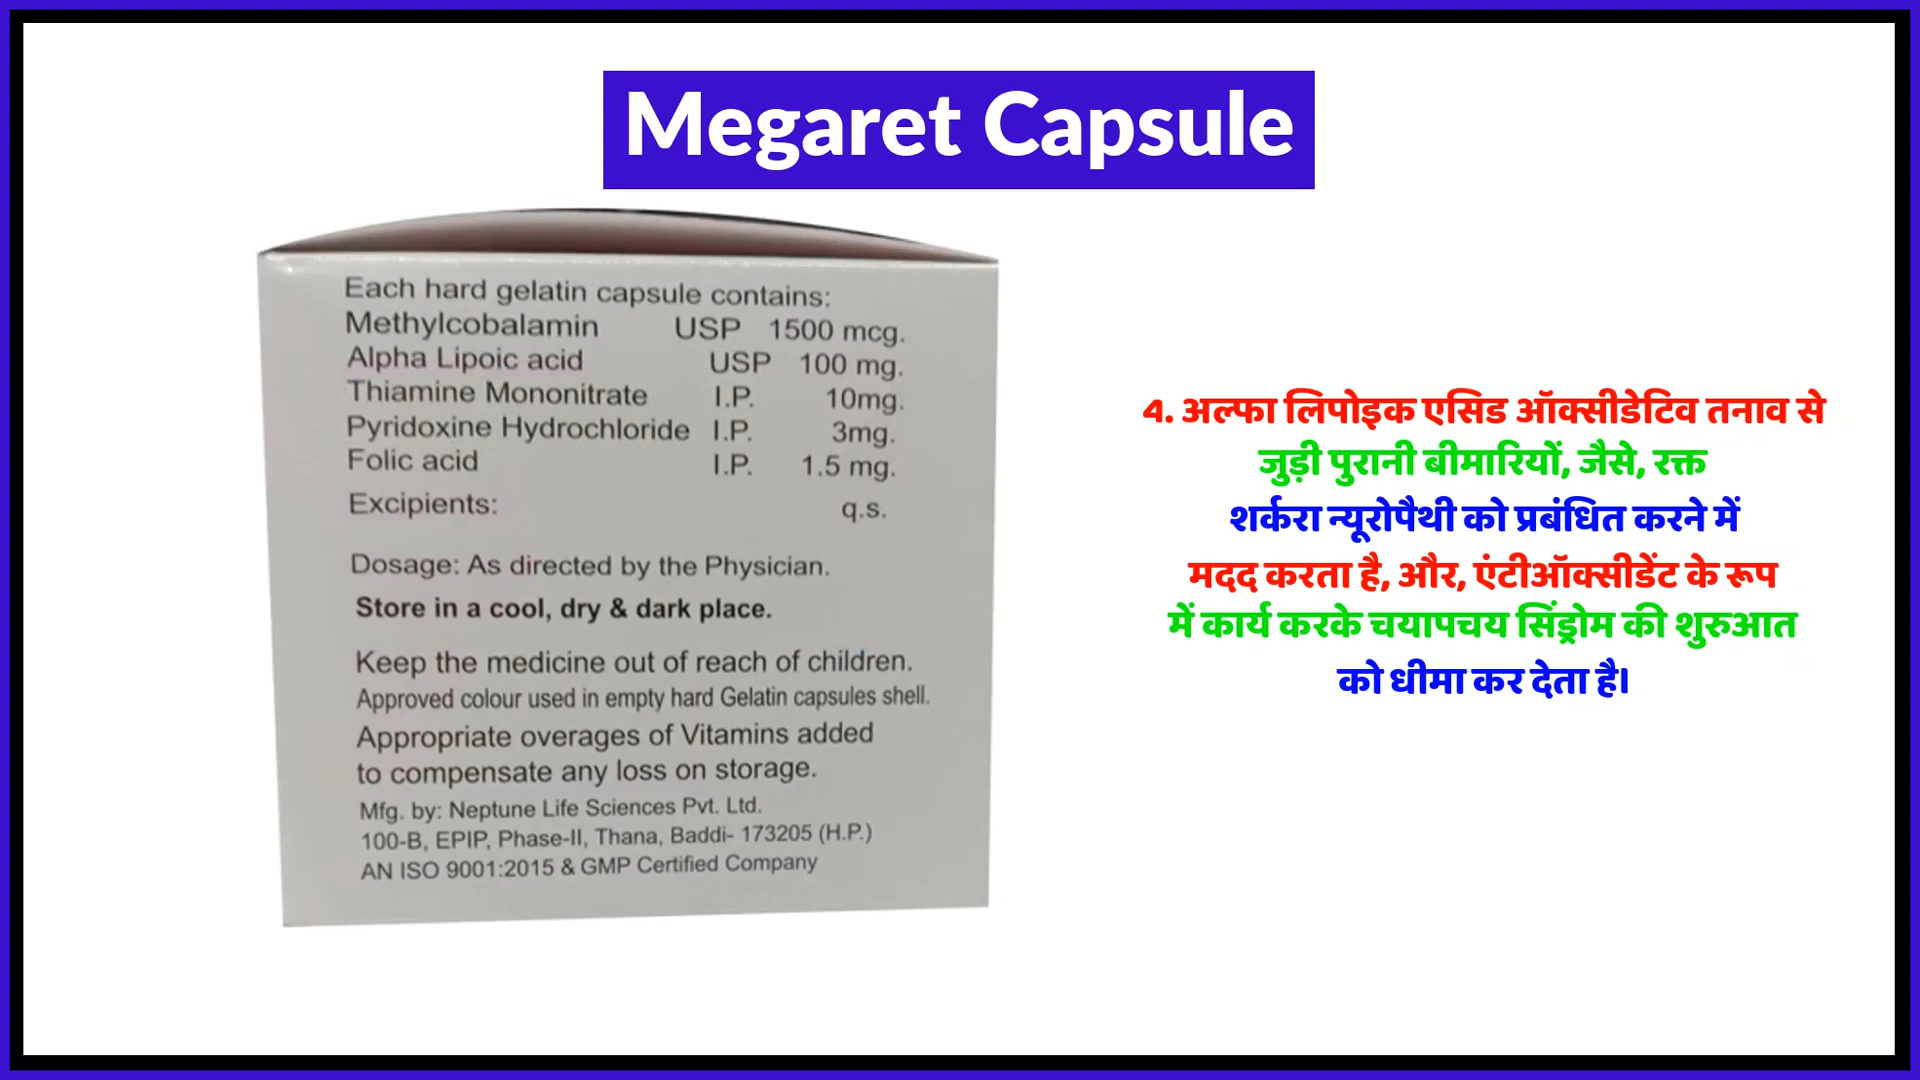 Megaret Capsule
Each hard gelatin capsule contains:
Methylcobalamin USP 1500 mcg.
Alpha Lipoic acid USP 100 mg.
Thiamine Mononitrate I.P. 10mg.
Pyridoxine Hydrochloride I.P. 3mg.
Folic acid I.P. 1.5 mg.
Excipients: q.s.
Dosage: As directed by the Physician.
Store in a cool, dry & dark place.
Keep the medicine out of reach of children.
Approved colour used in empty hard Gelatin capsules shell.
Appropriate overages of Vitamins added
to compensate any loss on storage.
Mfg. by: Neptune Life Sciences Pvt. Ltd.
100-B, EPIP, Phase-II, Thana, Baddi- 173205 (H.P.)
AN ISO 9001:2015 & GMP Certified Company
4. अल्फा लिपोइक एसिड ऑक्सीडेटिव तनाव से
जुड़ी पुरानी बीमारियों, जैसे, रक्त
शर्करा न्यूरोपैथी को प्रबंधित करने में
मदद करता है, और, एंटीऑक्सीडेंट के रूप
में कार्य करके चयापचय सिंड्रोम की शुरुआत
को धीमा कर देता है।